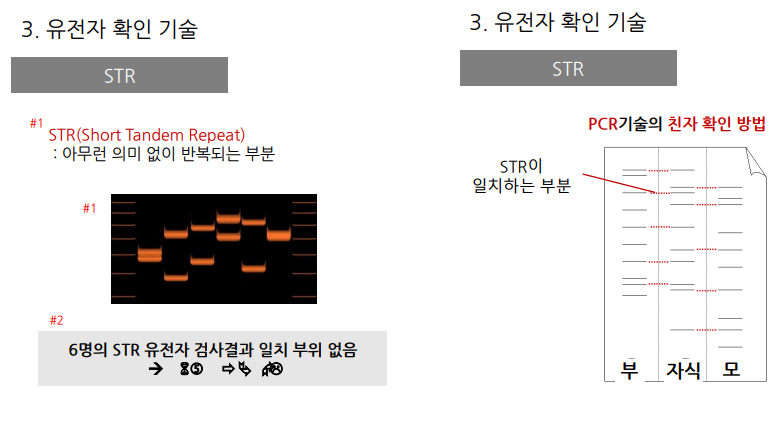 3. 유전자 확인 기술
STR
#1
STR(Short Tandem Repeat)
: 아무런 의미 없이 반복되는 부분
#1
#2
6명의 STR 유전자 검사결과 일치 부위 없음
3. 유전자 확인 기술
STR
PCR기술의 친자 확인 방법
STR이
일치하는 부분
부 자식 모